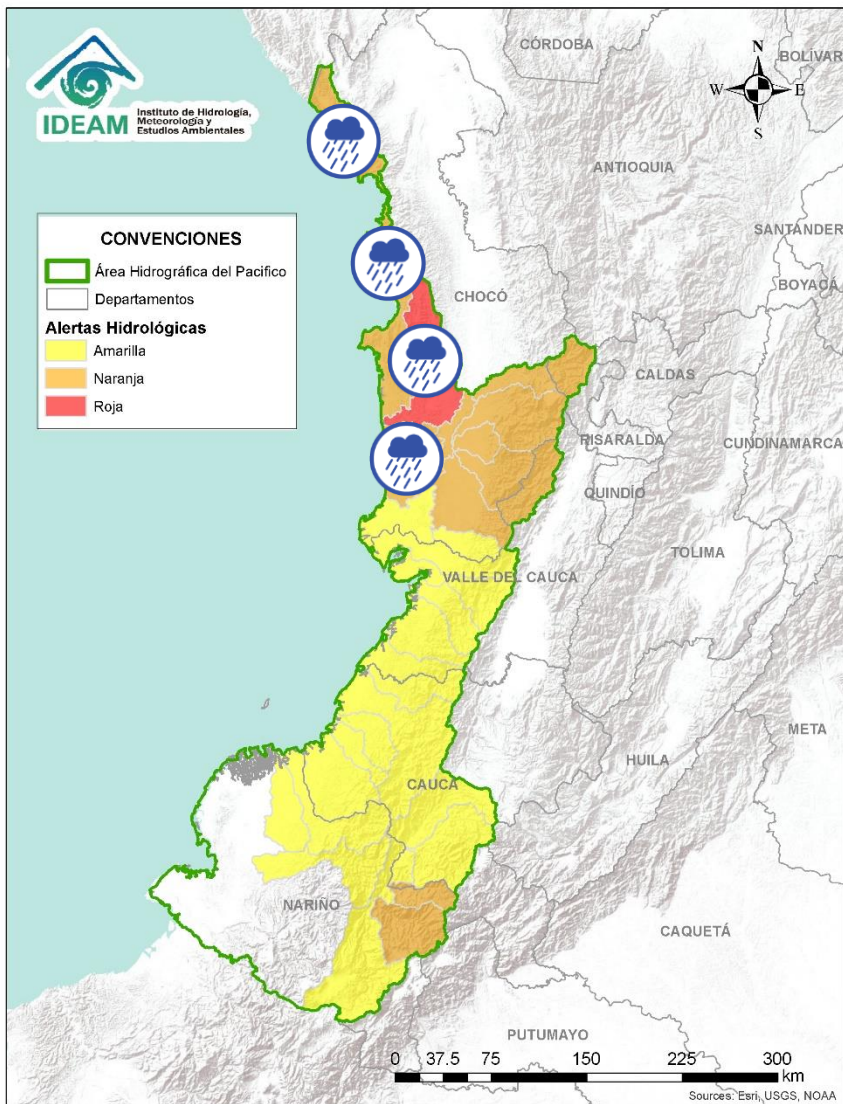 IDEAM
Instituto de Hidrología,
Meteorología y
Estudios Ambientales
N
W
E
S
CÓRDOBA
BOLÍVAR
ANTIOQUIA
SANTANDER
BOYACÁ
CONVENCIONES
Área Hidrográfica del Pacifico
Departamentos
Alertas Hidrológicas
Amarilla
Naranja
Roja
CHOCÓ
CALDAS
RISARALDA
CUNDINAMARCA
QUINDÍO
TOLIMA
VALLE DEL CAUCA
META
HUILA
CAUCA
NARIÑO
CAQUETÁ
PUTUMAYO
0 37.5 75 150 225 300
km
Sources: Esri, USGS, NOAA